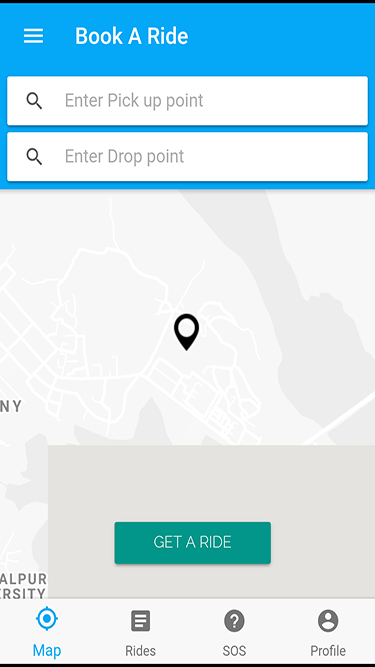 Book A Ride
Enter Pick up point
Enter Drop point
NY
GET A RIDE
ALPUR
ERSITY
Map
Rides
SOS
Profile